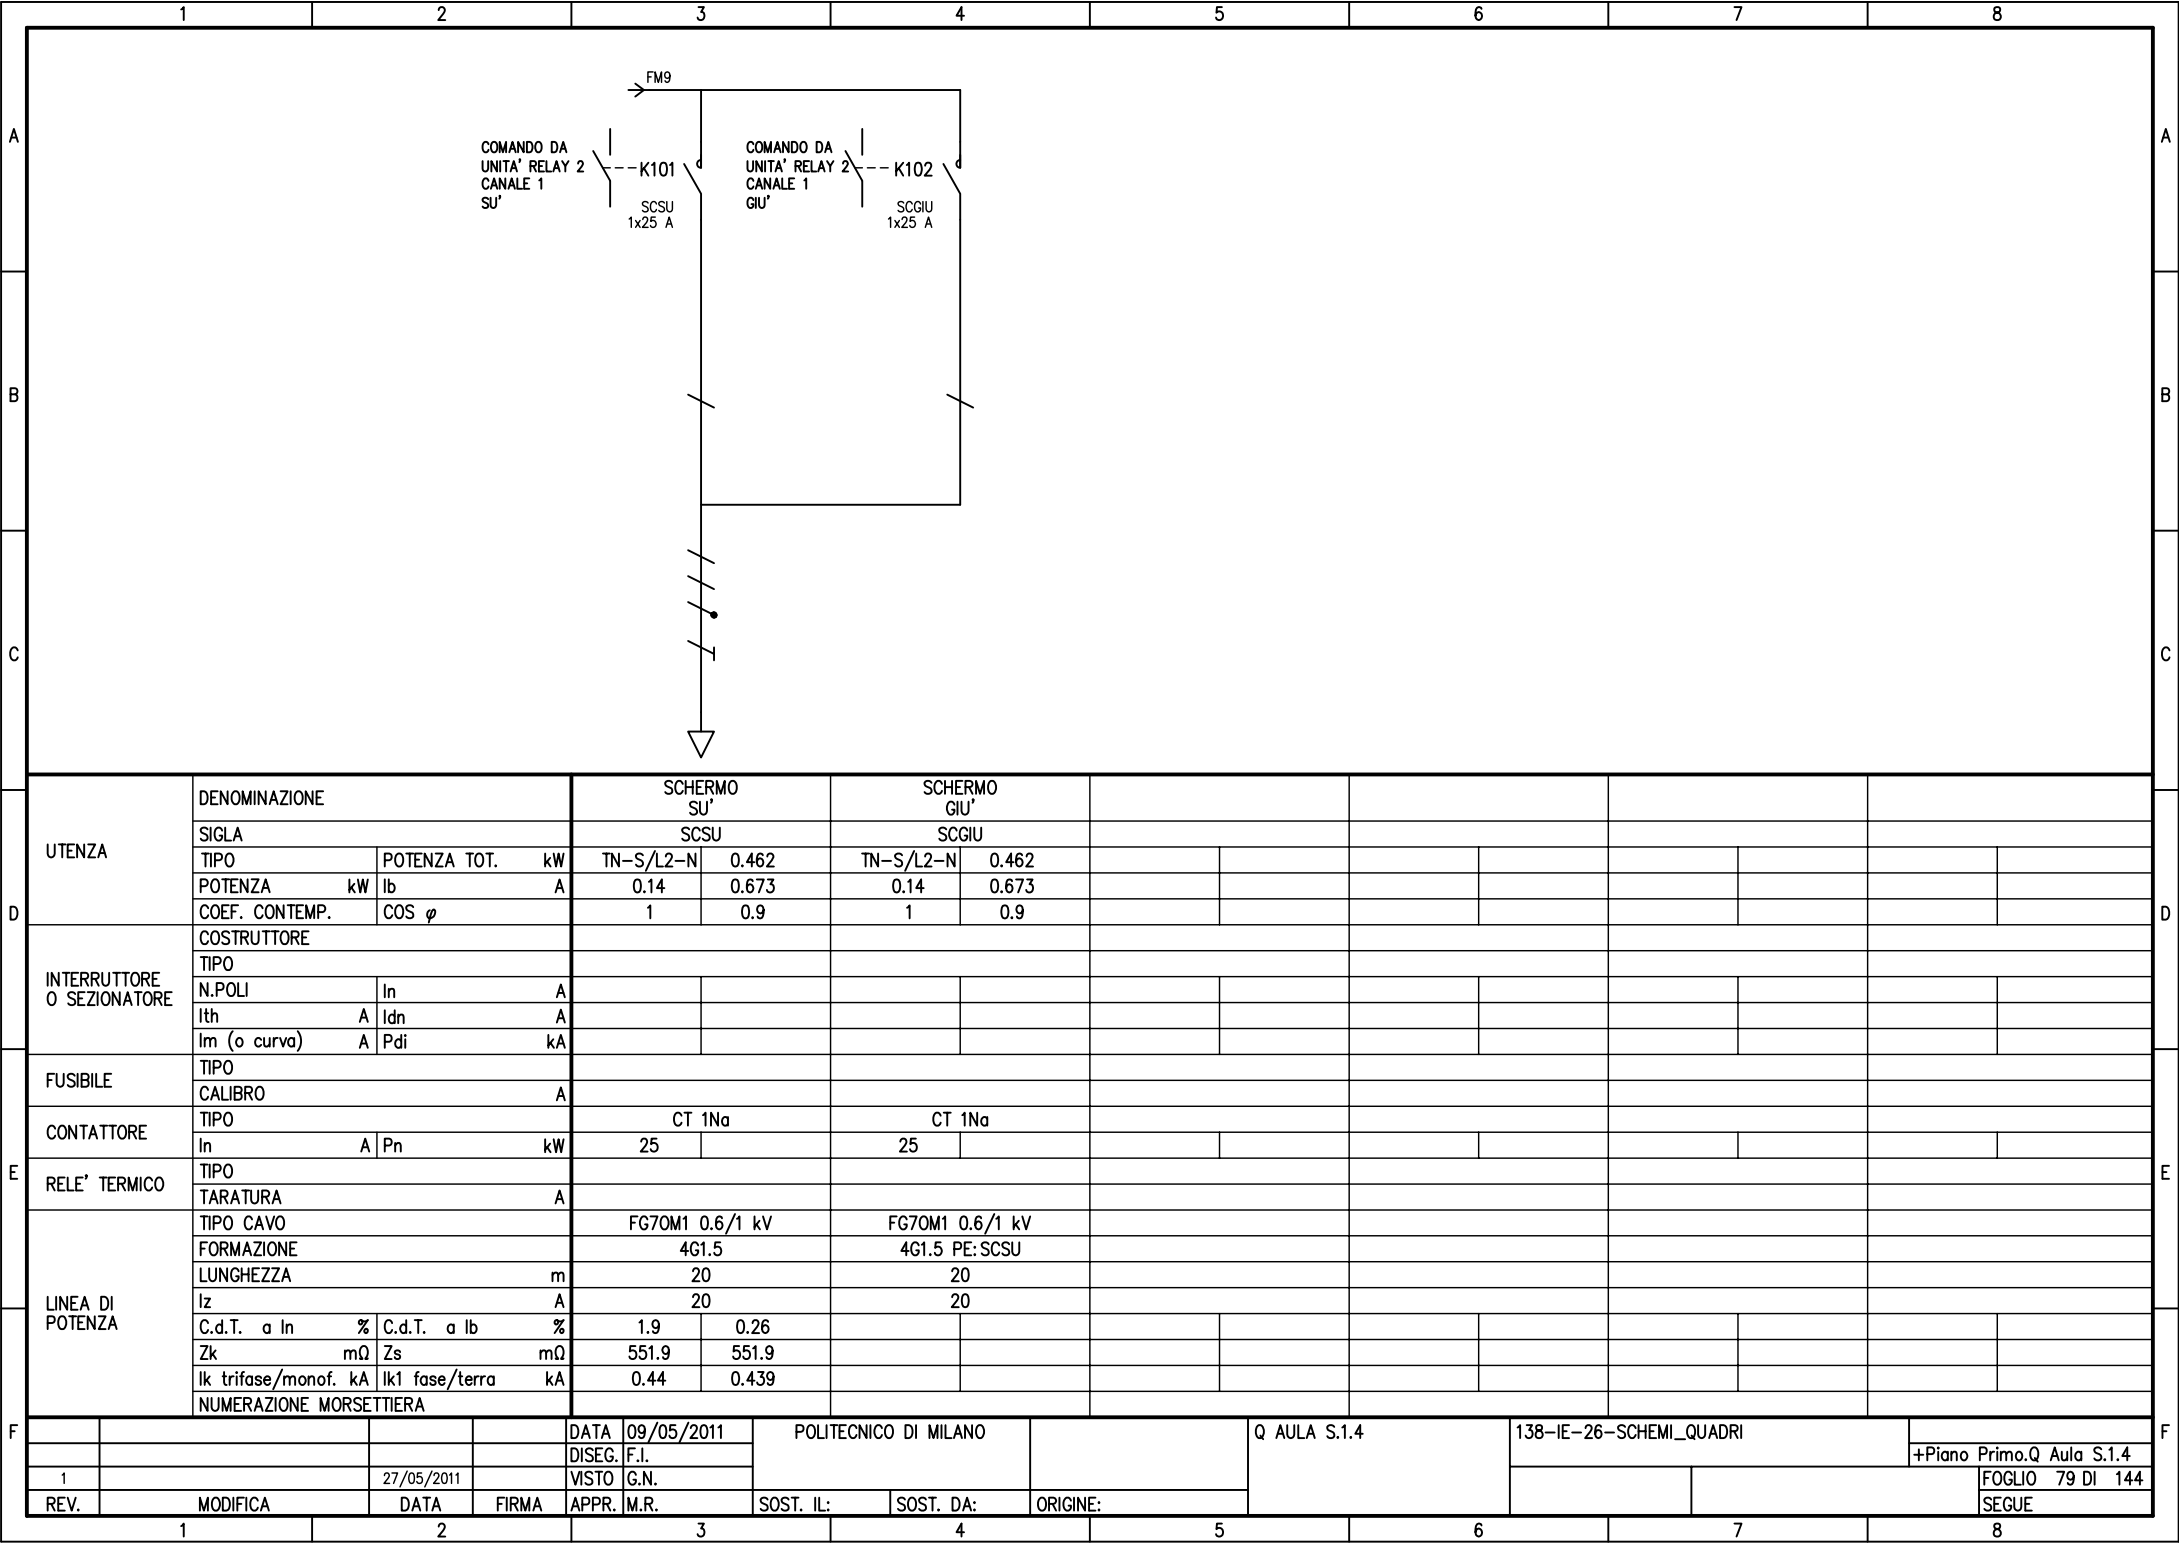 1 2 3 4 5 6 7 8
FM9
A A
COMANDO DA
UNITA' RELAY 2
CANALE 1
SU'
K101
SCSU
1x25 A
COMANDO DA
UNITA' RELAY 2
CANALE 1
GIU'
K102
SCGIU
1x25 A
B B
C C
D D
E E
F F
UTENZA
DENOMINAZIONE SCHERMO SU' SCHERMO GIU'
SIGLA SCSU SCGIU
TIPO POTENZA TOT. kW TN-S/L2-N 0.462 TN-S/L2-N 0.462
POTENZA kW Ib A 0.14 0.673 0.14 0.673
COEF. CONTEMP. COS φ 1 0.9 1 0.9
INTERRUTTORE
O SEZIONATORE
COSTRUTTORE
TIPO
N.POLI In A
Ith A Idn A
Im (o curva) A Pdi kA
FUSIBILE
TIPO
CALIBRO A
CONTATTORE
TIPO CT 1Na CT 1Na
In A Pn kW 25 25
RELE' TERMICO
TIPO
TARATURA A
LINEA DI
POTENZA
TIPO CAVO FG7OM1 0.6/1 kV FG7OM1 0.6/1 kV
FORMAZIONE 4G1.5 4G1.5 PE:SCSU
LUNGHEZZA m 20 20
Iz A 20 20
C.d.T. a In % C.d.T. a Ib % 1.9 0.26
Zk mΩ Zs mΩ 551.9 551.9
Ik trifase/monof. kA Ik1 fase/terra kA 0.44 0.439
NUMERAZIONE MORSETTIERA
DATA 09/05/2011 POLITECNICO DI MILANO Q AULA S.1.4 138-IE-26-SCHEMI_QUADRI
DISEG. F.I. +Piano Primo.Q Aula S.1.4
1 27/05/2011 VISTO G.N. FOGLIO 79 DI 144
REV. MODIFICA DATA FIRMA APPR. M.R. SOST. IL: SOST. DA: ORIGINE: SEGUE
1 2 3 4 5 6 7 8